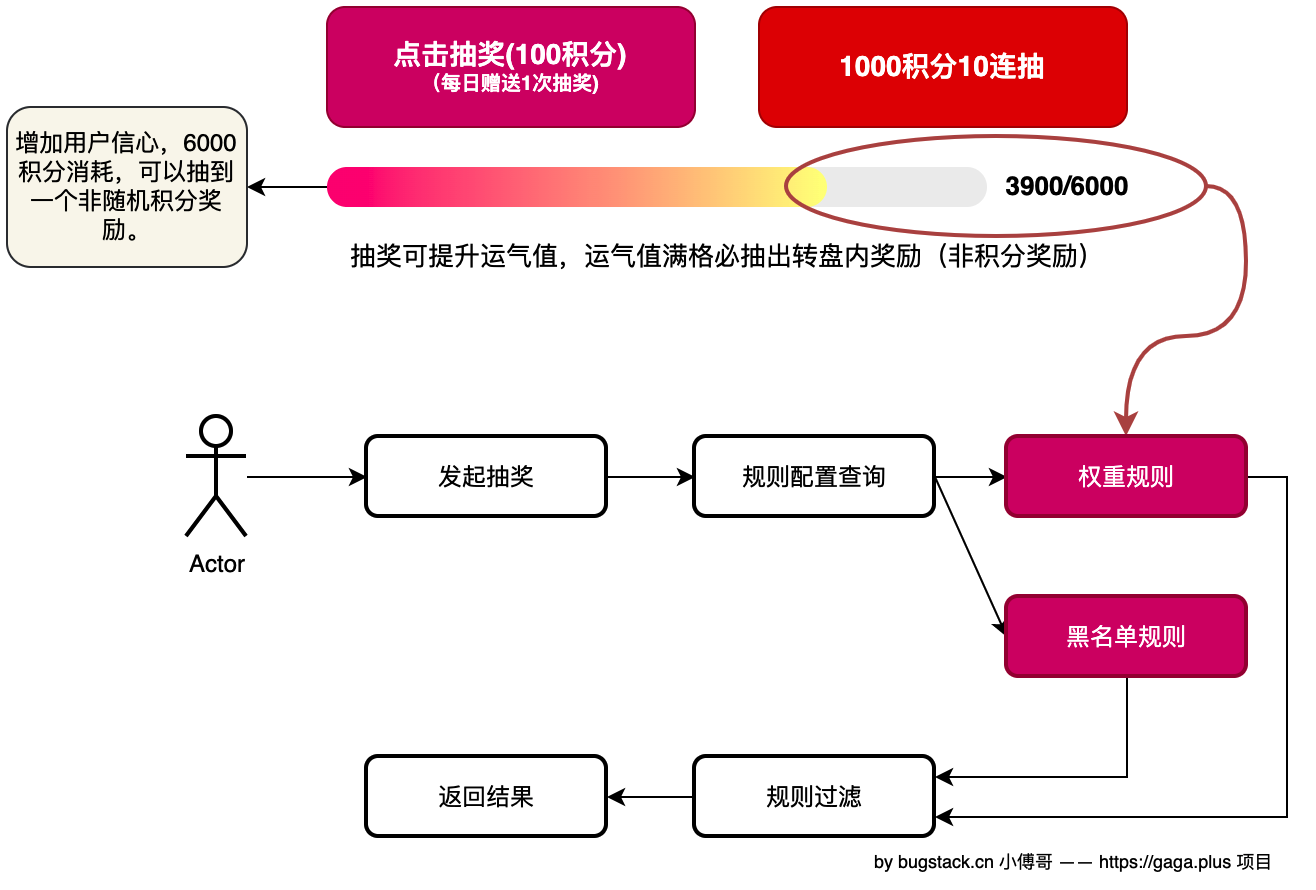 点击抽奖(100积分)
（每日赠送1次抽奖)
1000积分10连抽
增加用户信心，6000
积分消耗，可以抽到
一个非随机积分奖
励。
3900/6000
抽奖可提升运气值，运气值满格必抽出转盘内奖励（非积分奖励）
Actor
发起抽奖
规则配置查询
权重规则
黑名单规则
返回结果
规则过滤
by bugstack.cn 小傅哥 —— https://gaga.plus 项目